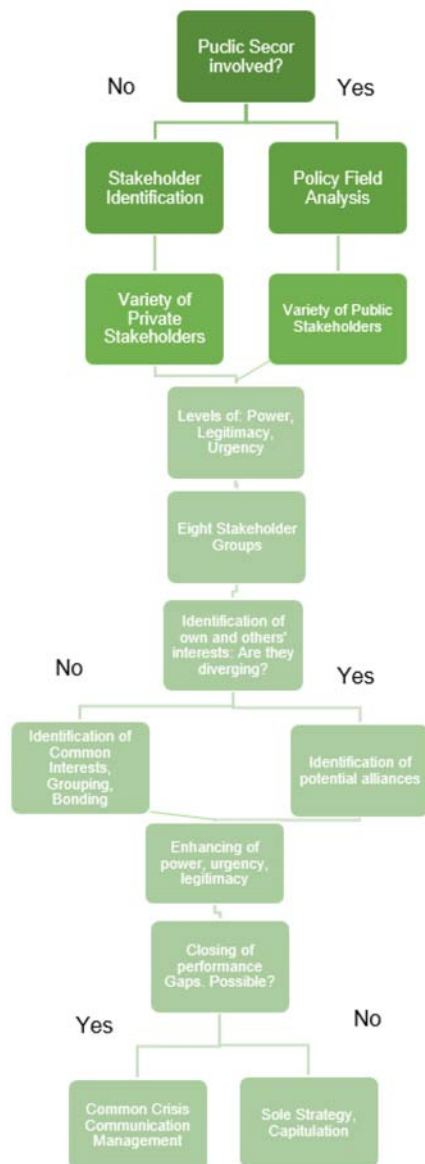 Puclic Secor
involved?
No
Yes
Stakeholder
Identification
Policy Field
Analysis
Variety of
Private
Stakeholders
Variety of Public
Stakeholders
Levels of: Power,
Legitimacy,
Urgency
Eight Stakeholder
Groups
Identification of
own and others'
interests: Are they
diverging?
No
Yes
Identification of
Common
Interests,
Grouping,
Bonding
Identification of
potential alliances
Enhancing of
power, urgency,
legitimacy
Closing of
performance
Gaps. Possible?
Yes
No
Common Crisis
Communication
Management
Sole Strategy,
Capitulation